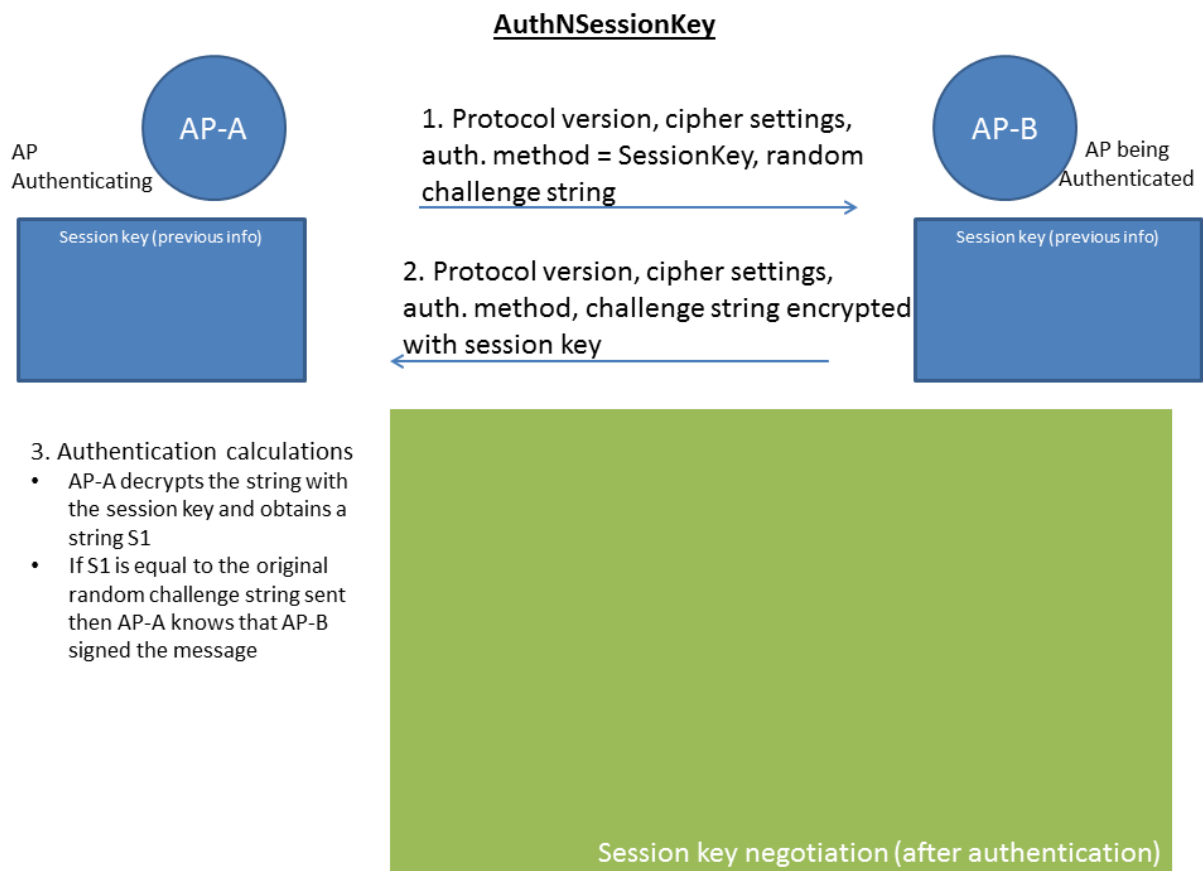 AuthNSessionKey
AP-A
AP
Authenticating
1. Protocol version, cipher settings,
auth. method = SessionKey, random
challenge string
AP-B
AP being
Authenticated
Session key (previous info)
2. Protocol version, cipher settings,
auth. method, challenge string encrypted
with session key
Session key (previous info)
3. Authentication calculations
• AP-A decrypts the string with
the session key and obtains a
string S1
• If S1 is equal to the original
random challenge string sent
then AP-A knows that AP-B
signed the message
Session key negotiation (after authentication)